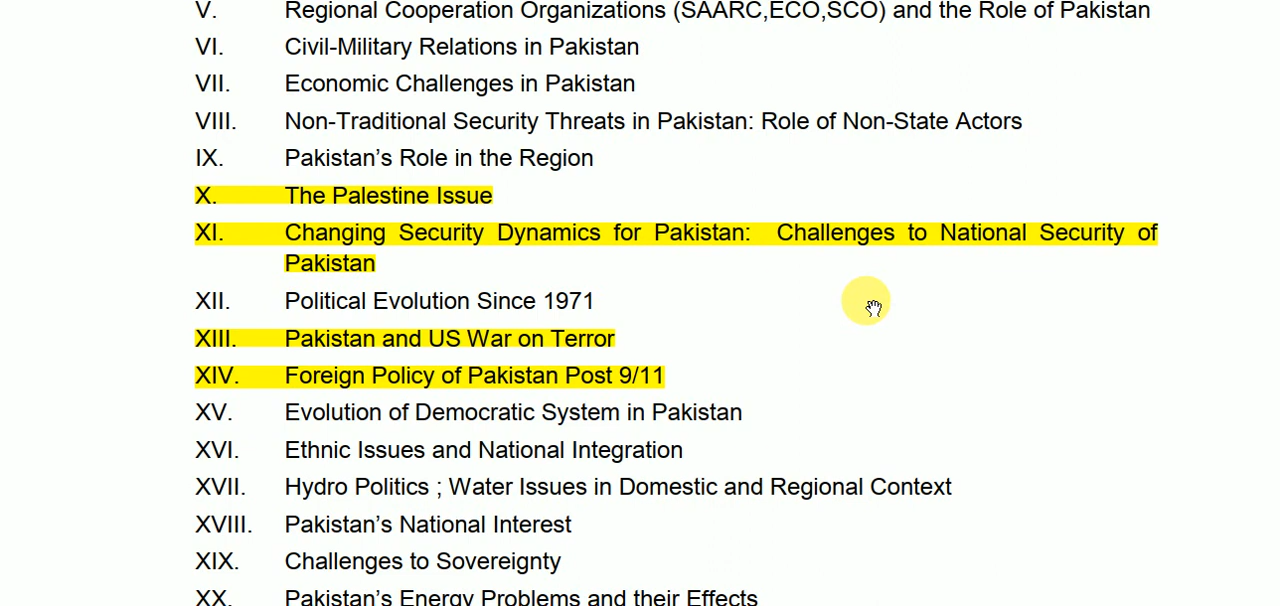 V. Regional Cooperation Organizations (SAARC,ECO,SCO) and the Role of Pakistan
VI. Civil-Military Relations in Pakistan
VII. Economic Challenges in Pakistan
VIII. Non-Traditional Security Threats in Pakistan: Role of Non-State Actors
IX. Pakistan's Role in the Region
X. The Palestine Issue
XI. Changing Security Dynamics for Pakistan: Challenges to National Security of
Pakistan
XII. Political Evolution Since 1971
XIII. Pakistan and US War on Terror
XIV. Foreign Policy of Pakistan Post 9/11
XV. Evolution of Democratic System in Pakistan
XVI. Ethnic Issues and National Integration
XVII. Hydro Politics ; Water Issues in Domestic and Regional Context
XVIII. Pakistan's National Interest
XIX. Challenges to Sovereignty
XX. Pakistan's Energy Problems and their Effects